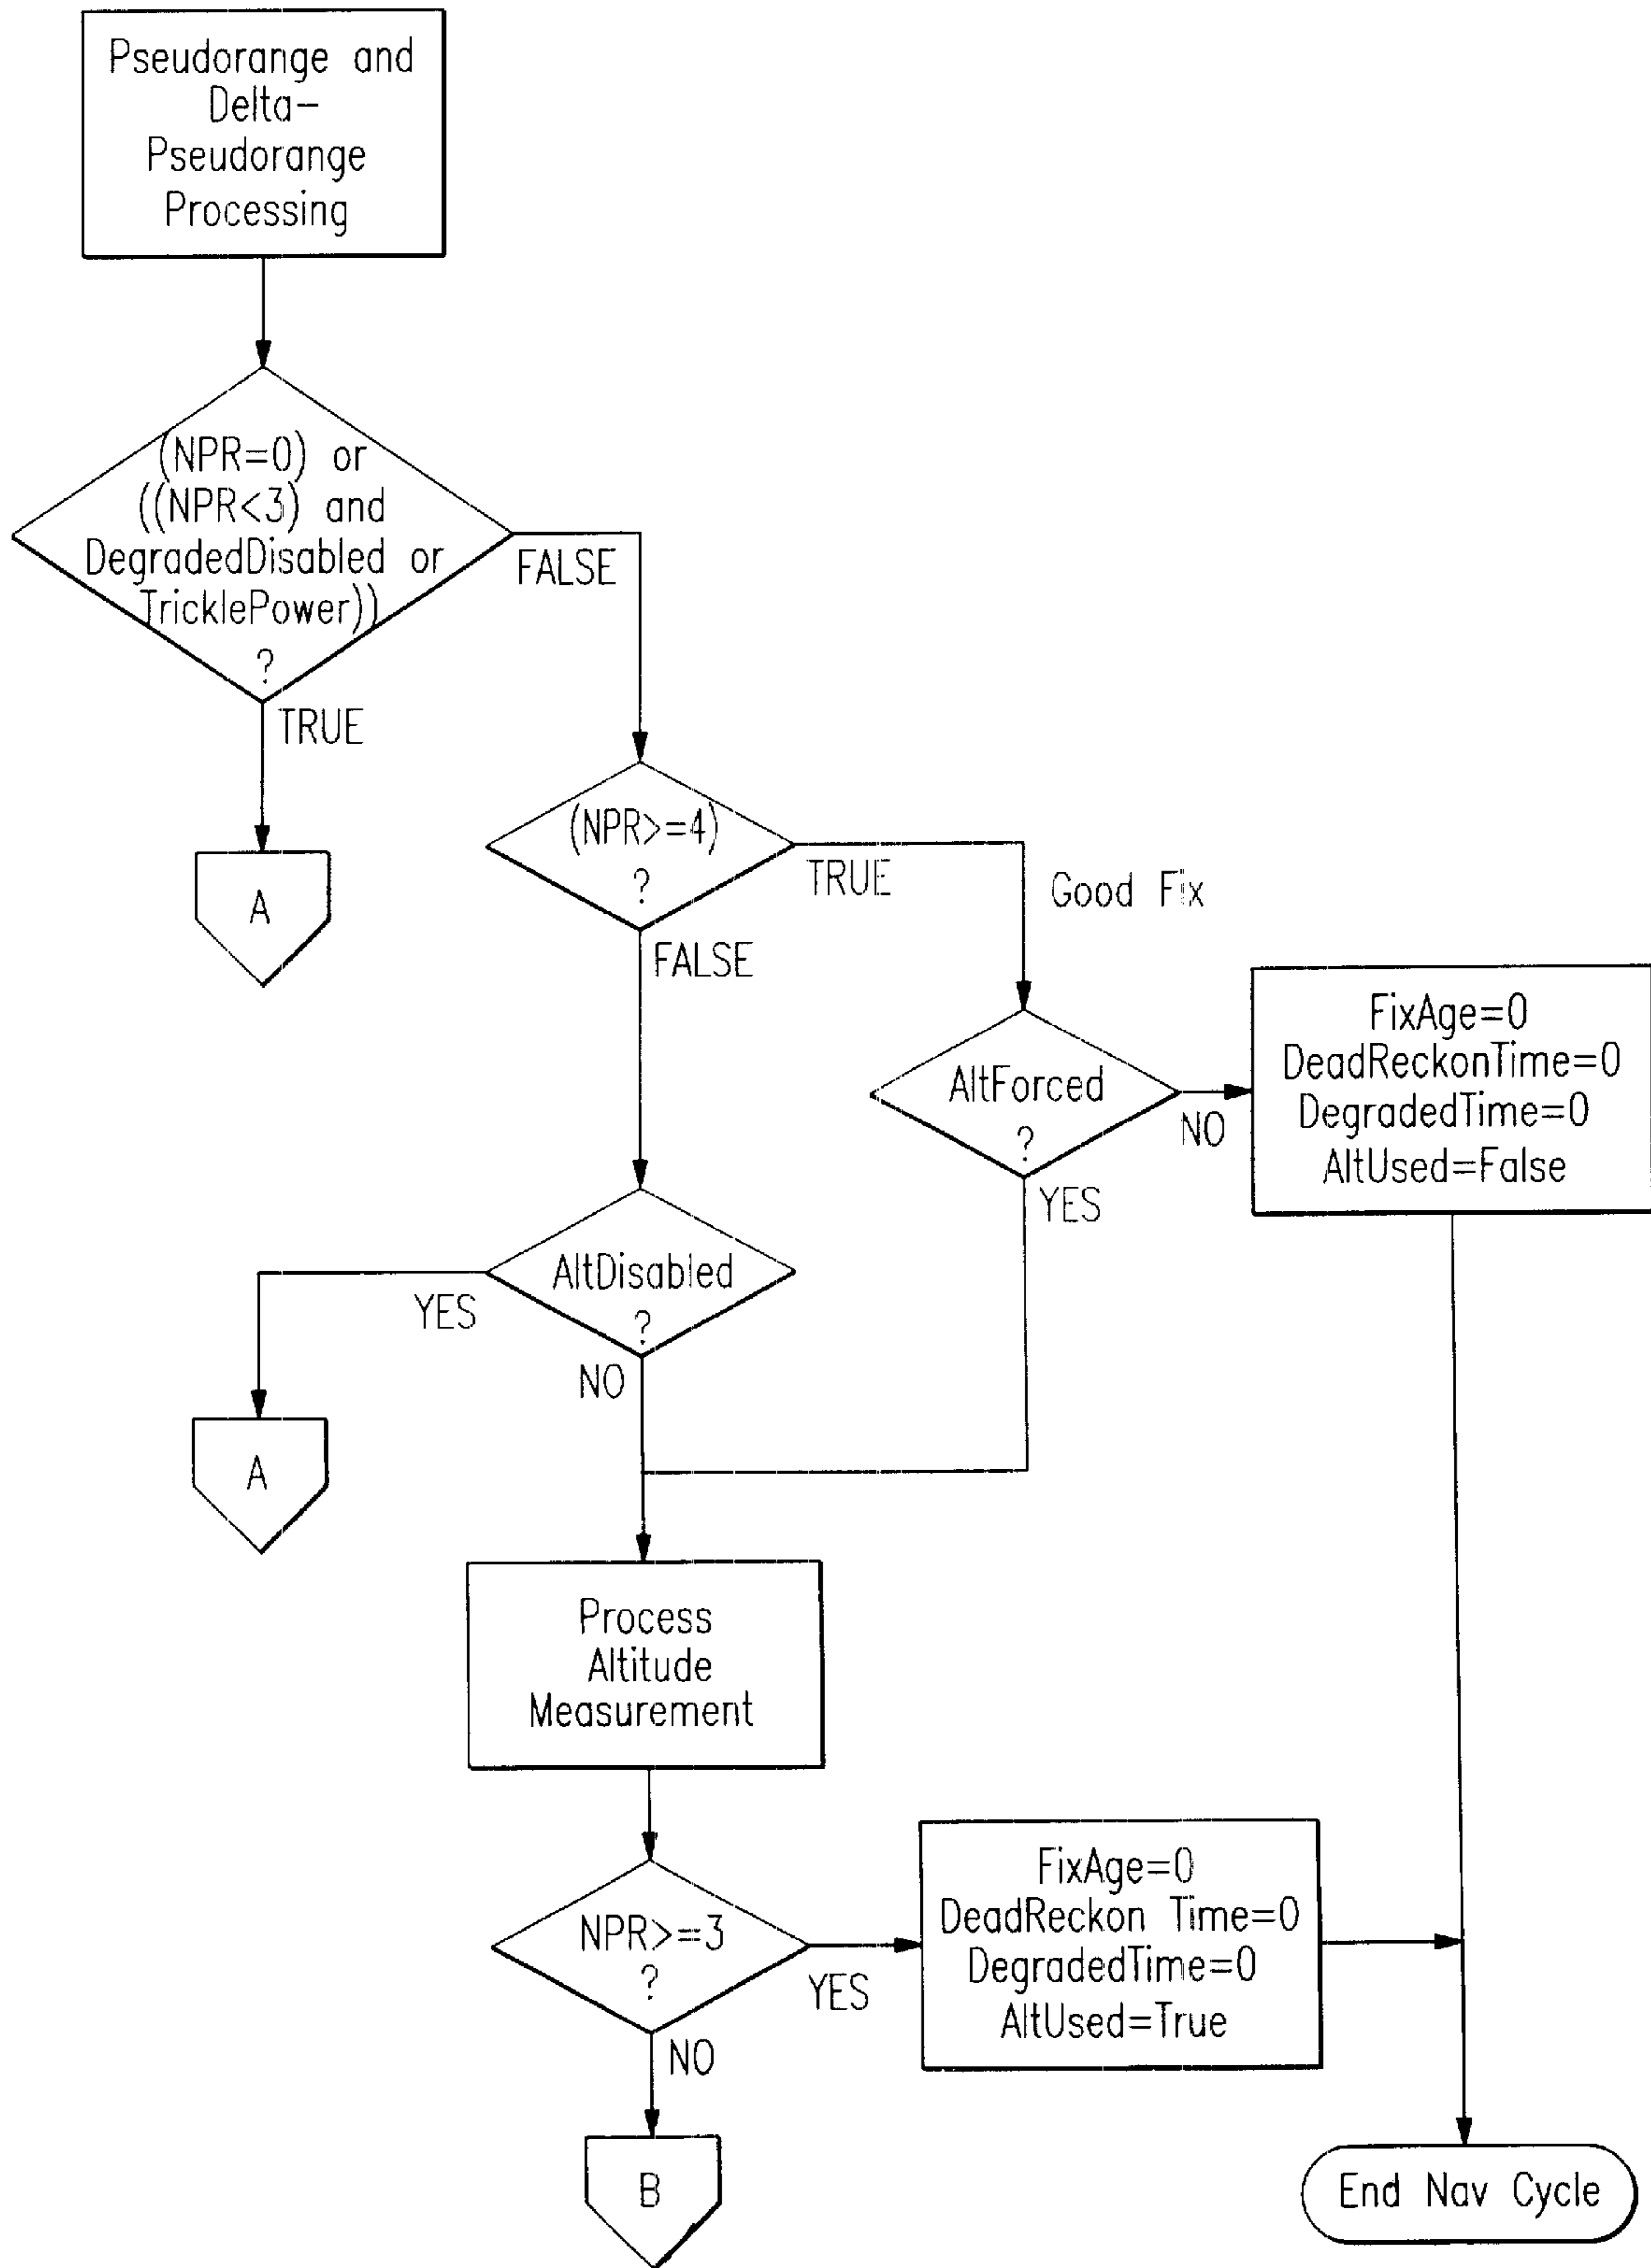 Pseudorange and
Delta-
Pseudorange
Processing
(NPR=0) or
((NPR<3) and
DegradedDisabled or
TricklePower))
?
FALSE
TRUE
A
(NPR>=4)
?
TRUE
Good Fix
FALSE
AltForced
?
NO
YES
FixAge=0
DeadReckonTime=0
DegradedTime=0
AltUsed=False
AltDisabled
?
YES
NO
A
Process
Altitude
Measurement
NPR>=3
?
YES
NO
FixAge=0
DeadReckon Time=0
DegradedTime=0
AltUsed=True
B
End Nav Cycle